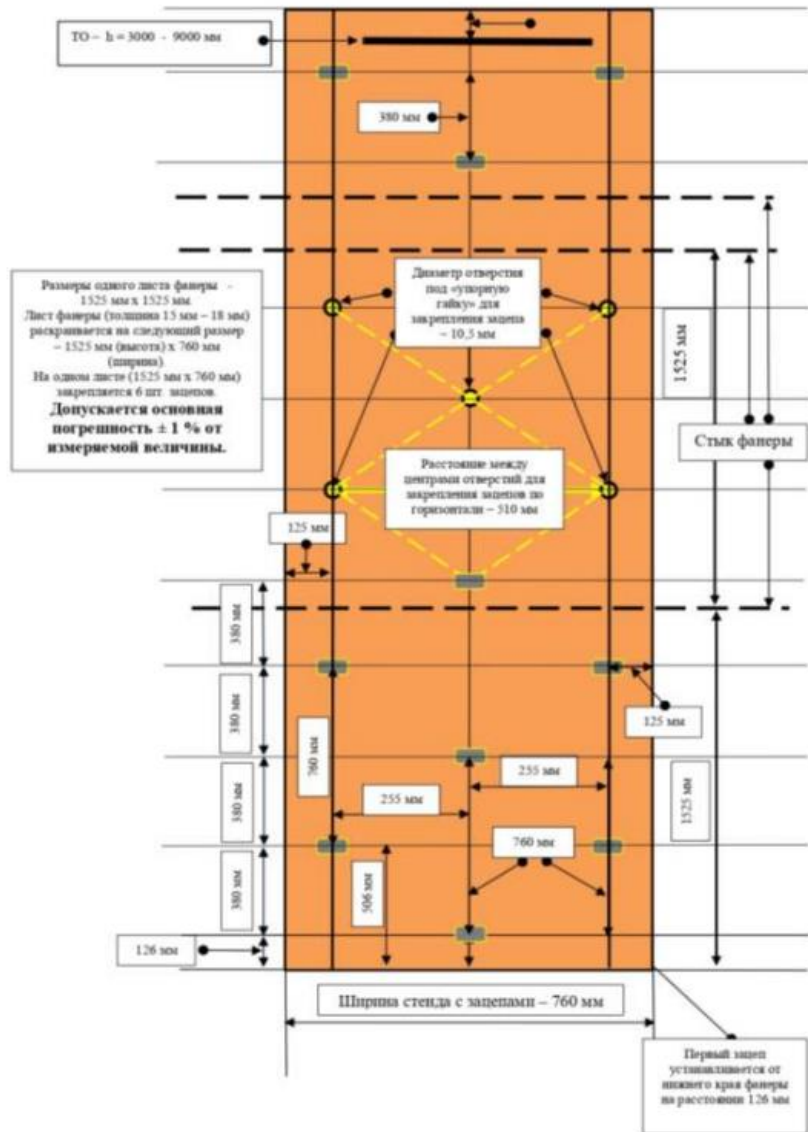 ТО – h = 3000 - 9000 мм
380 мм
Размеры одного листа фанеры -
1525 мм х 1525 мм
Лист фанеры (толщина 15 мм – 18 мм)
раскраивается на следующий размер
– 1525 мм (высота) х 760 мм
(ширина).
На одном листе (1525 мм х 760 мм)
закрепляется 6 шт. зацепов.
Допускается основная
погрешность ± 1 % от
измеряемой величины.
Диаметр отверстия
под «упорную
гайку» для
закрепления зацепа
– 10,5 мм
1525 мм
Стык фанеры
Расстояние между
центрами отверстий для
закрепления зацепов по
горизонтали – 510 мм
125 мм
380 мм
380 мм
125 мм
760 мм
255 мм
255 мм
380 мм
1525 мм
760 мм
380 мм
506 мм
126 мм
Ширина стенда с зацепами – 760 мм
Первый зацеп
устанавливается от
нижнего края фанеры
на расстоянии 126 мм